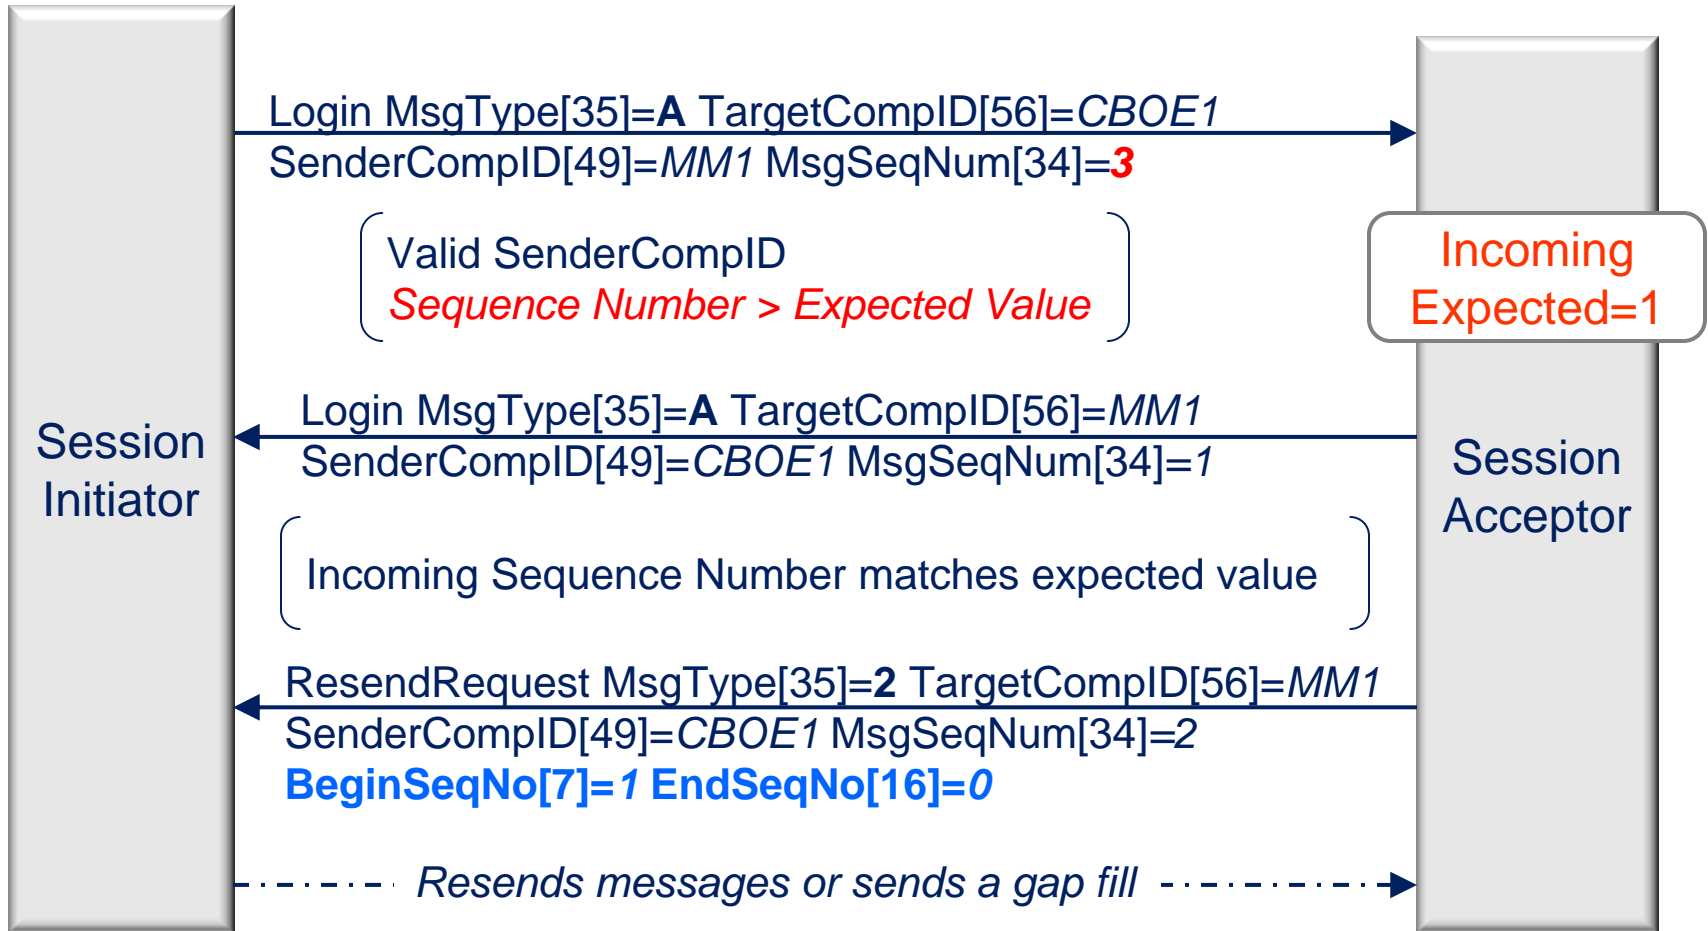 Login MsgType[35]=A TargetCompID[56]=CBOE1
SenderCompID[49]=MM1 MsgSeqNum[34]=3
Valid SenderCompID
Sequence Number > Expected Value
Incoming
Expected=1
Login MsgType[35]=A TargetCompID[56]=MM1
SenderCompID[49]=CBOE1 MsgSeqNum[34]=1
Session
Initiator
Session
Acceptor
Incoming Sequence Number matches expected value
ResendRequest MsgType[35]=2 TargetCompID[56]=MM1
SenderCompID[49]=CBOE1 MsgSeqNum[34]=2
BeginSeqNo[7]=1 EndSeqNo[16]=0
Resends messages or sends a gap fill